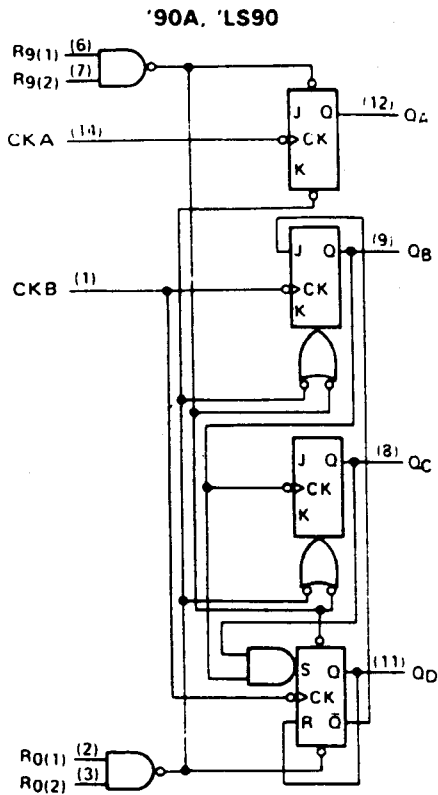 '90A, 'LS90
R9(1) (6)
R9(2) (7)
J Q (12) QA
CKA (14) CK
K
J Q (9) QB
CKB (1) CK
K
J Q (8) QC
CK
K
S Q (11) QD
CK
R Q̄
R0(1) (2)
R0(2) (3)